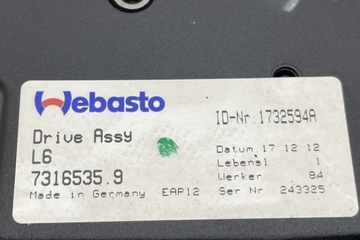 Webasto
ID-Nr 1732594A
Drive Assy
L6
7316535.9
Made in Germany EAP12
Datum 17 12 12
Lebensl 1
Werker 84
Ser Nr 243325